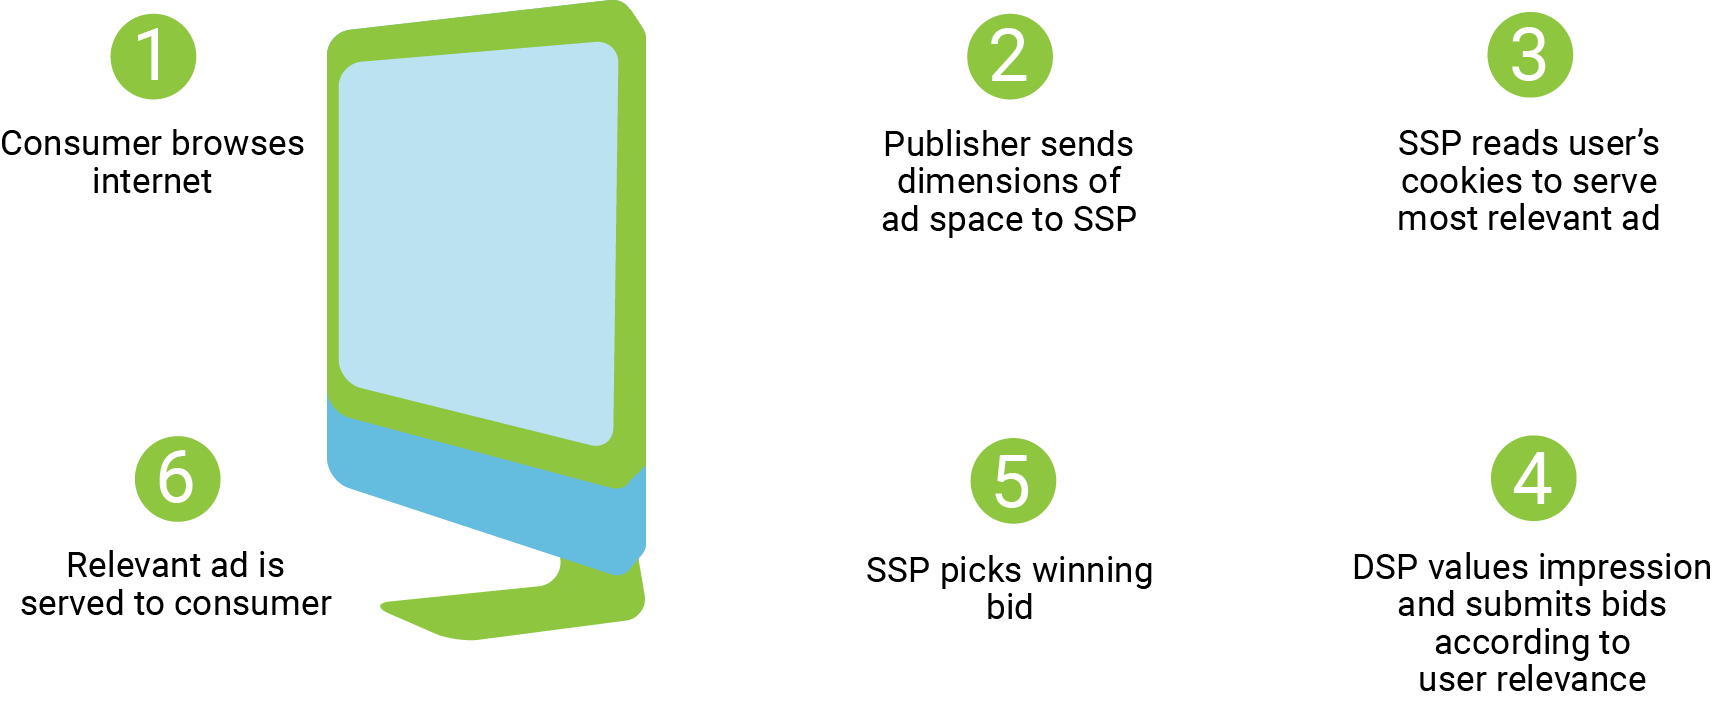 1
Consumer browses
internet
2
Publisher sends
dimensions of
ad space to SSP
3
SSP reads user’s
cookies to serve
most relevant ad
4
DSP values impression
and submits bids
according to
user relevance
5
SSP picks winning
bid
6
Relevant ad is
served to consumer